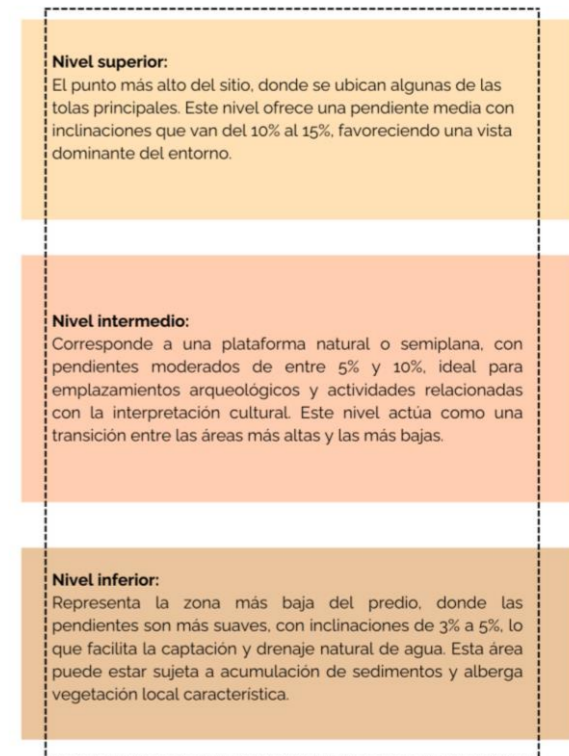 Nivel superior:
El punto más alto del sitio, donde se ubican algunas de las
tolas principales. Este nivel ofrece una pendiente media con
inclinaciones que van del 10% al 15%, favoreciendo una vista
dominante del entorno.
Nivel intermedio:
Corresponde a una plataforma natural o semiplana, con
pendientes moderados de entre 5% y 10%, ideal para
emplazamientos arqueológicos y actividades relacionadas
con la interpretación cultural. Este nivel actúa como una
transición entre las áreas más altas y las más bajas.
Nivel inferior:
Representa la zona más baja del predio, donde las
pendientes son más suaves, con inclinaciones de 3% a 5%, lo
que facilita la captación y drenaje natural de agua. Esta área
puede estar sujeta a acumulación de sedimentos y alberga
vegetación local característica.